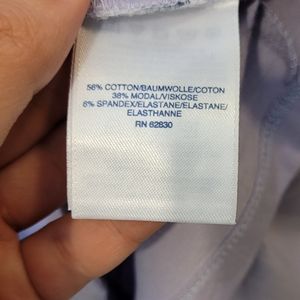 56% COTTON/BAUMWOLLE/COTON
38% MODAL/VISKOSE
6% SPANDEX/ELASTANE/ELASTANE/
ELASTHANNE
RN 62830